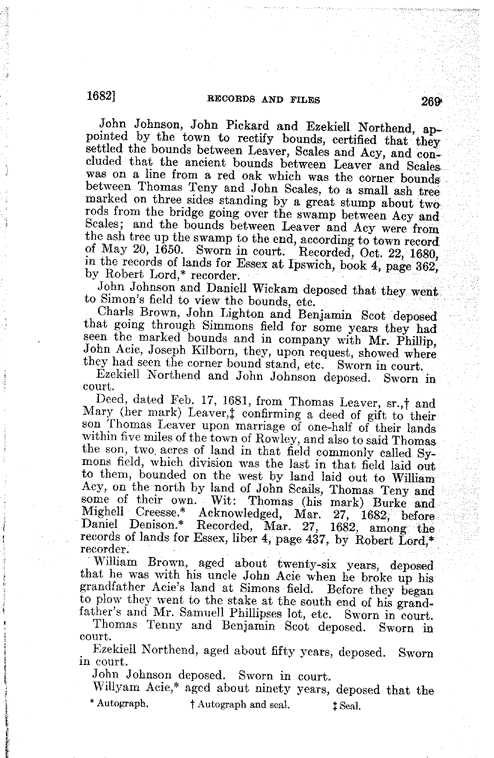 1682] RECORDS AND FILES 269
John Johnson, John Pickard and Ezekiell Northend, ap-
pointed by the town to rectify bounds, certified that they
settled the bounds between Leaver, Scales and Acy, and con-
cluded that the ancient bounds between Leaver and Scales
was on a line from a red oak which was the corner bounds
between Thomas Teny and John Scales, to a small ash tree
marked on three sides standing by a great stump about two
rods from the bridge going over the swamp between Acy and
Scales; and the bounds between Leaver and Acy were from
the ash tree up the swamp to the end, according to town record
of May 20, 1650. Sworn in court. Recorded, Oct. 22, 1680,
in the records of lands for Essex at Ipswich, book 4, page 362,
by Robert Lord,* recorder.
John Johnson and Daniell Wickam deposed that they went
to Simon's field to view the bounds, etc.
Charls Brown, John Lighton and Benjamin Scot deposed
that going through Simmons field for some years they had
seen the marked bounds and in company with Mr. Phillip,
John Acie, Joseph Kilborn, they, upon request, showed where
they had seen the corner bound stand, etc. Sworn in court.
Ezekiell Northend and John Johnson deposed. Sworn in
court.
Deed, dated Feb. 17, 1681, from Thomas Leaver, sr.,† and
Mary (her mark) Leaver,‡ confirming a deed of gift to their
son Thomas Leaver upon marriage of one-half of their lands
within five miles of the town of Rowley, and also to said Thomas
the son, two acres of land in that field commonly called Sy-
mons field, which division was the last in that field laid out
to them, bounded on the west by land laid out to William
Acy, on the north by land of John Scails, Thomas Teny and
some of their own. Wit: Thomas (his mark) Burke and
Mighell Creesse.* Acknowledged, Mar. 27, 1682, before
Daniel Denison.* Recorded, Mar. 27, 1682, among the
records of lands for Essex, liber 4, page 437, by Robert Lord,*
recorder.
William Brown, aged about twenty-six years, deposed
that he was with his uncle John Acie when he broke up his
grandfather Acie's land at Simons field. Before they began
to plow they went to the stake at the south end of his grand-
father's and Mr. Samuell Phillipses lot, etc. Sworn in court.
Thomas Tenny and Benjamin Scot deposed. Sworn in
court.
Ezekiell Northend, aged about fifty years, deposed. Sworn
in court.
John Johnson deposed. Sworn in court.
Willyam Acie,* aged about ninety years, deposed that the
* Autograph. † Autograph and seal. ‡ Seal.